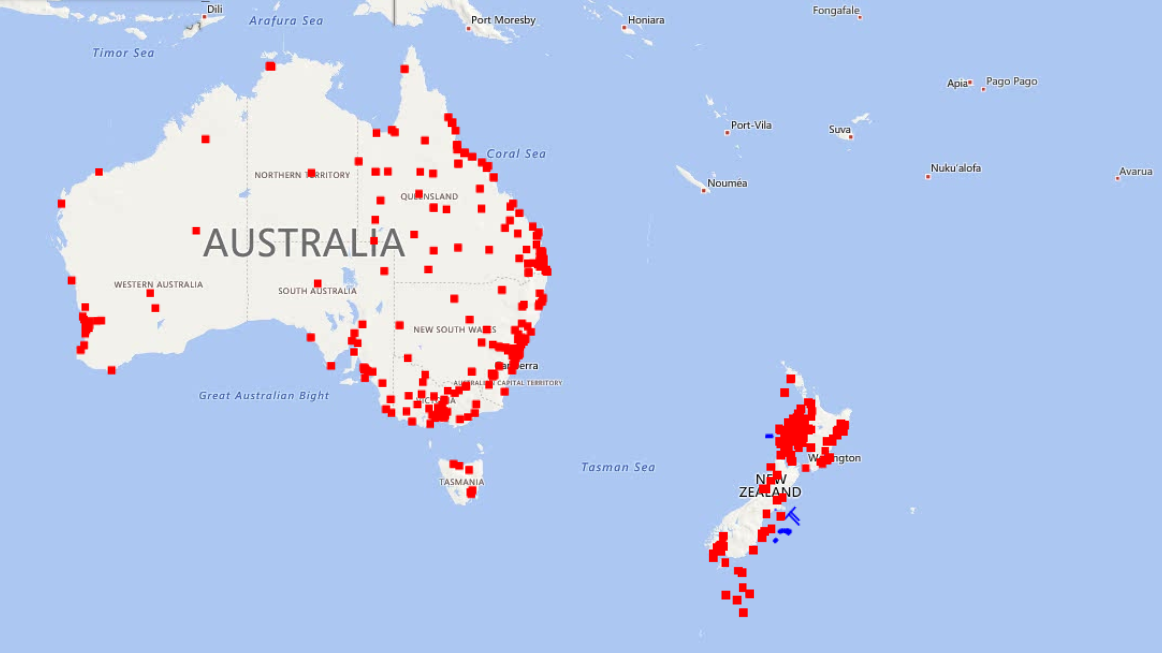 Dili
Arafura Sea
Port Moresby
Honiara
Fongafale
Timor Sea
Apia
Pago Pago
Port-Vila
Suva
Coral Sea
NORTHERN TERRITORY
Nuku'alofa
Avarua
Nouméa
QUEENSLAND
AUSTRALIA
WESTERN AUSTRALIA
SOUTH AUSTRALIA
NEW SOUTH WALES
Canberra
AUSTRALIAN CAPITAL TERRITORY
Great Australian Bight
VICTORIA
Wellington
Tasman Sea
TASMANIA
NEW
ZEALAND